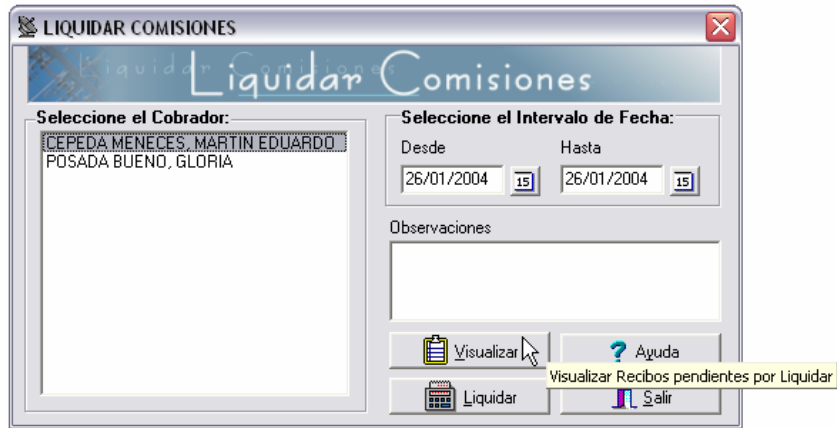 LIQUIDAR COMISIONES
Liquidar Comisiones
Liquidar Comisiones
Seleccione el Cobrador:
CEPEDA MENECES, MARTIN EDUARDO
POSADA BUENO, GLORIA
Seleccione el Intervalo de Fecha:
Desde Hasta
26/01/2004 15 26/01/2004 15
Observaciones
Visualizar ? Ayuda
Visualizar Recibos pendientes por Liquidar
Liquidar Salir